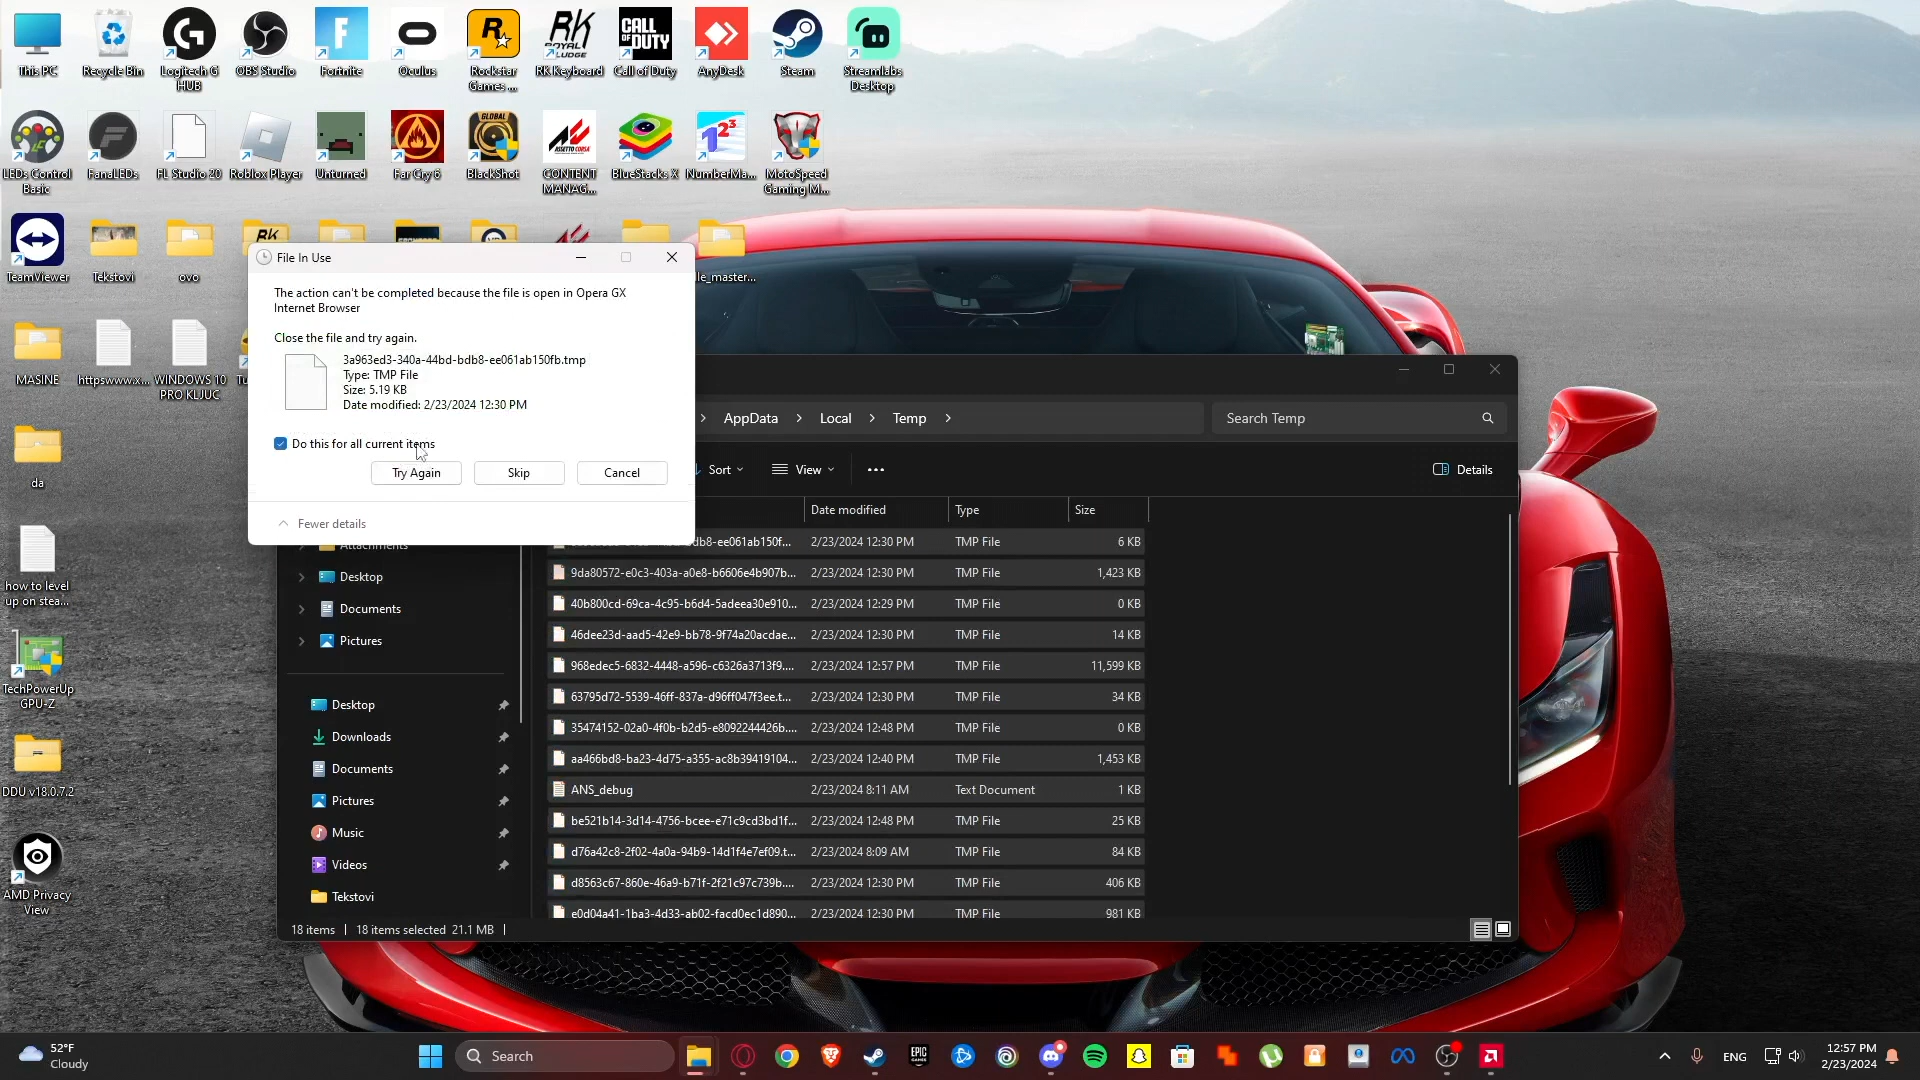 This PC
Recycle Bin
Logitech G
HUB
OBS Studio
Fortnite
Oculus
Rockstar
Games ...
RK
ROYAL
KLUDGE
RK Keyboard
CALL
OF DUTY
Call of Duty
AnyDesk
Steam
Streamlabs
Desktop
LEDs Control
Basic
FanaLEDs
FL Studio 20
Roblox Player
Unturned
Far Cry 6
GLOBAL
BlackShot
ASSETTO CORSA
CONTENT
MANAG...
BlueStacks X
123
NumberMa...
MotoSpeed
Gaming M...
TeamViewer
Tekstovi
ovo
RK
le_master...
MASINE
httpswww.x...
WINDOWS 10
PRO KLJUC
da
how to level
up on stea...
TechPowerUp
GPU-Z
DDU v18.0.7.2
AMD Privacy
View
File In Use
The action can't be completed because the file is open in Opera GX
Internet Browser
Close the file and try again.
3a963ed3-340a-44bd-bdb8-ee061ab150fb.tmp
Type: TMP File
Size: 5.19 KB
Date modified: 2/23/2024 12:30 PM
Do this for all current items
Try Again
Skip
Cancel
Fewer details
AppData > Local > Temp >
Search Temp
Sort
View
Details
Date modified
Type
Size
Attachments
Desktop
Documents
Pictures
Desktop
Downloads
Documents
Pictures
Music
Videos
Tekstovi
db8-ee061ab150f... 2/23/2024 12:30 PM TMP File 6 KB
9da80572-e0c3-403a-a0e8-b6606e4b907b... 2/23/2024 12:30 PM TMP File 1,423 KB
40b800cd-69ca-4c95-b6d4-5adeea30e910... 2/23/2024 12:29 PM TMP File 0 KB
46dee23d-aad5-42e9-bb78-9f74a20acdae... 2/23/2024 12:30 PM TMP File 14 KB
968edec5-6832-4448-a596-c6326a3713f9.... 2/23/2024 12:57 PM TMP File 11,599 KB
63795d72-5539-46ff-837a-d96ff047f3ee.t... 2/23/2024 12:30 PM TMP File 34 KB
35474152-02a0-4f0b-b2d5-e8092244426b.... 2/23/2024 12:48 PM TMP File 0 KB
aa466bd8-ba23-4d75-a355-ac8b39419104... 2/23/2024 12:40 PM TMP File 1,453 KB
ANS_debug 2/23/2024 8:11 AM Text Document 1 KB
be521b14-3d14-4756-bcee-e71c9cd3bd1f... 2/23/2024 12:48 PM TMP File 25 KB
d76a42c8-2f02-4a0a-94b9-14d1f4e7ef09.t... 2/23/2024 8:09 AM TMP File 84 KB
d8563c67-860e-46a9-b71f-2f21c97c739b.... 2/23/2024 12:30 PM TMP File 406 KB
e0d04a41-1ba3-4d33-ab02-facd0ec1d890... 2/23/2024 12:30 PM TMP File 981 KB
18 items
18 items selected 21.1 MB
52°F
Cloudy
Search
EPIC
GAMES
ENG
12:57 PM
2/23/2024